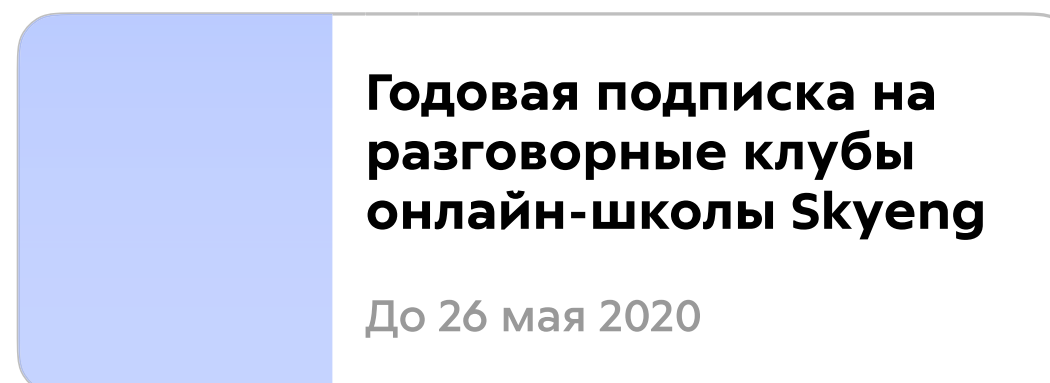 Годовая подписка на
разговорные клубы
онлайн-школы Skyeng
До 26 мая 2020